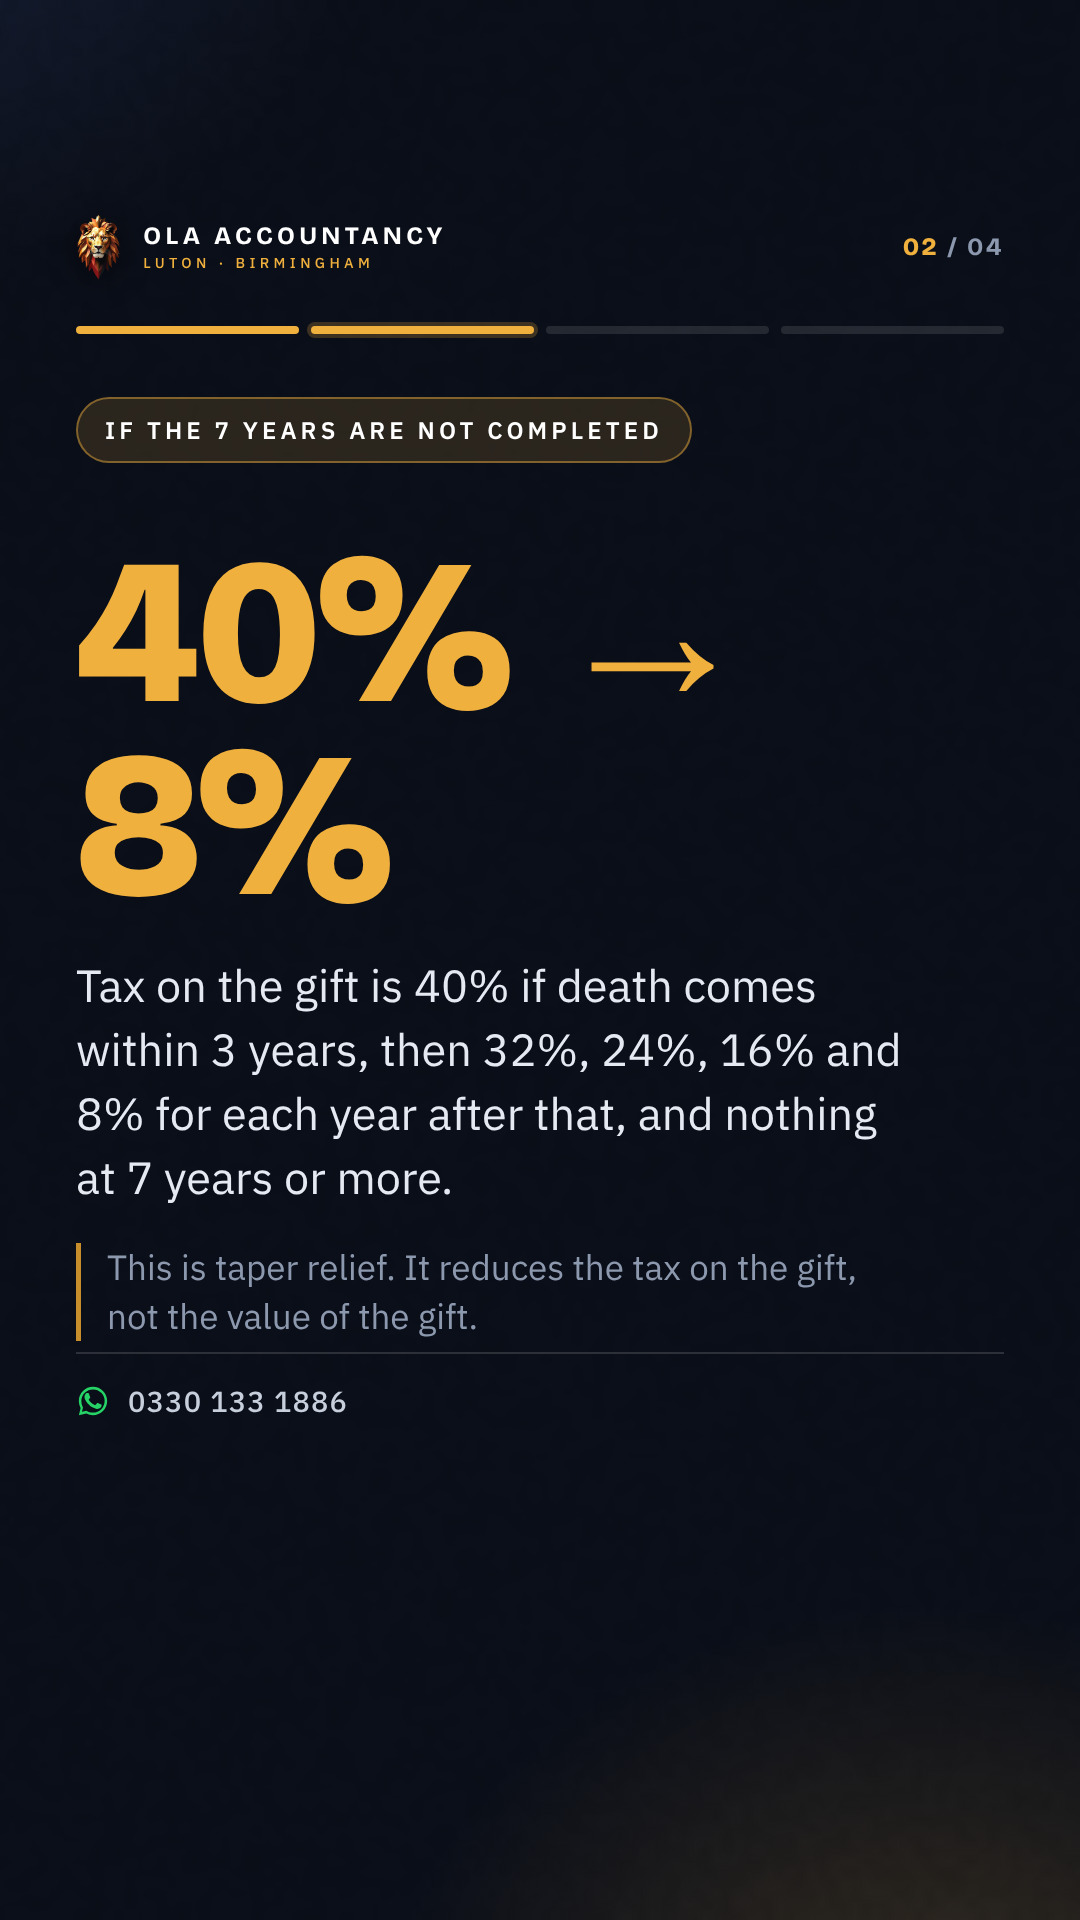 OLA ACCOUNTANCY
LUTON · BIRMINGHAM
02 / 04
IF THE 7 YEARS ARE NOT COMPLETED
40% →
8%
Tax on the gift is 40% if death comes
within 3 years, then 32%, 24%, 16% and
8% for each year after that, and nothing
at 7 years or more.
This is taper relief. It reduces the tax on the gift,
not the value of the gift.
0330 133 1886